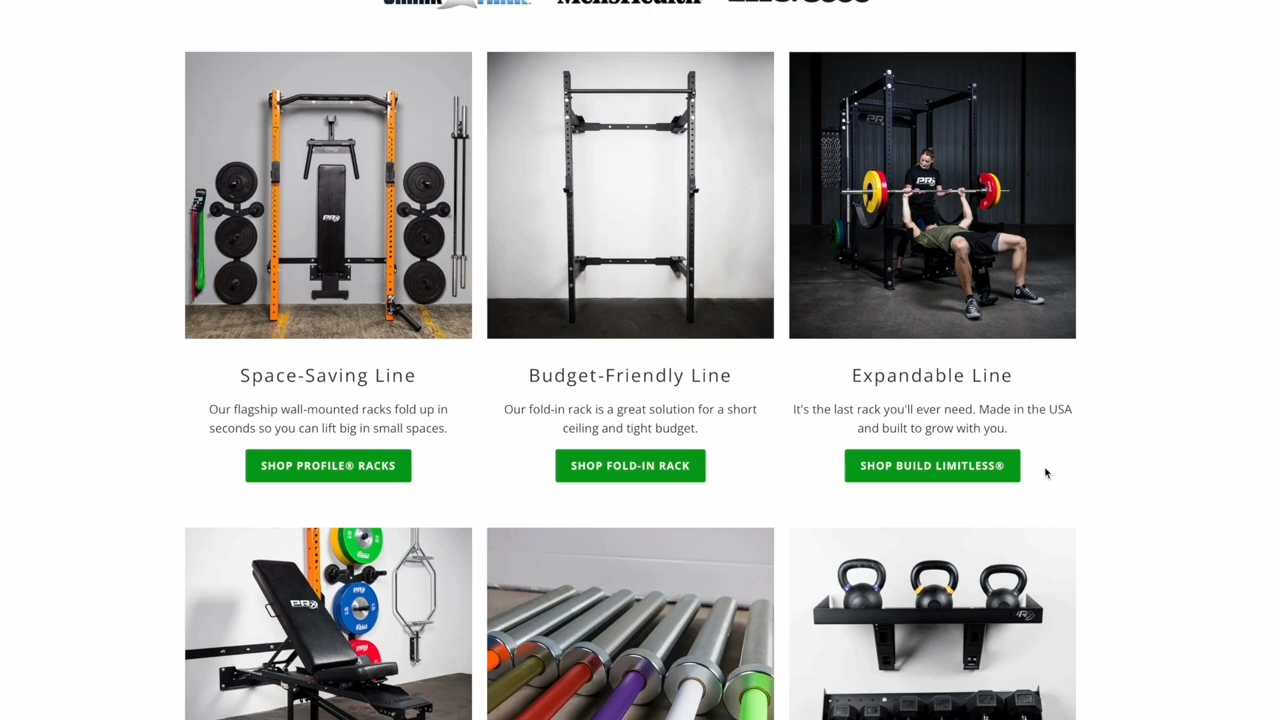 Space-Saving Line
Our flagship wall-mounted racks fold up in
seconds so you can lift big in small spaces.
SHOP PROFILE® RACKS
Budget-Friendly Line
Our fold-in rack is a great solution for a short
ceiling and tight budget.
SHOP FOLD-IN RACK
Expandable Line
It's the last rack you'll ever need. Made in the USA
and built to grow with you.
SHOP BUILD LIMITLESS®